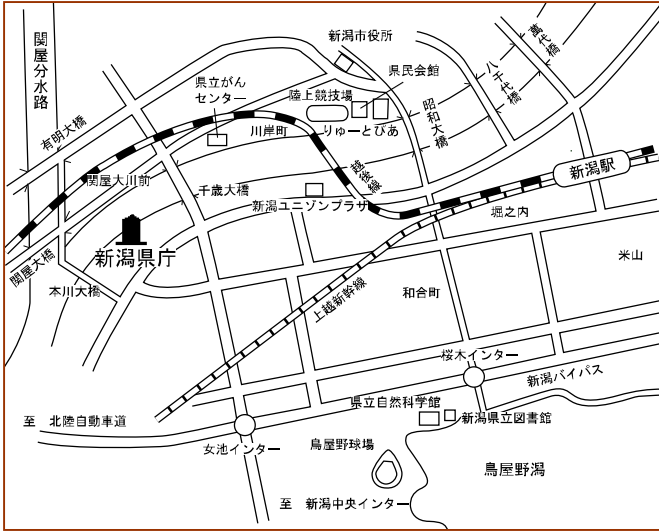 関屋分水路
新潟市役所
萬代橋
八千代橋
県民会館
県立がん
センター
陸上競技場
昭和大橋
有明大橋
川岸町
りゅーとぴあ
越後線
新潟駅
関屋大川前
千歳大橋
新潟ユニゾンプラザ
堀之内
新潟県庁
米山
関屋大橋
本川大橋
上越新幹線
和合町
桜木インター
新潟バイパス
県立自然科学館
新潟県立図書館
至 北陸自動車道
女池インター
鳥屋野球場
鳥屋野潟
至 新潟中央インター